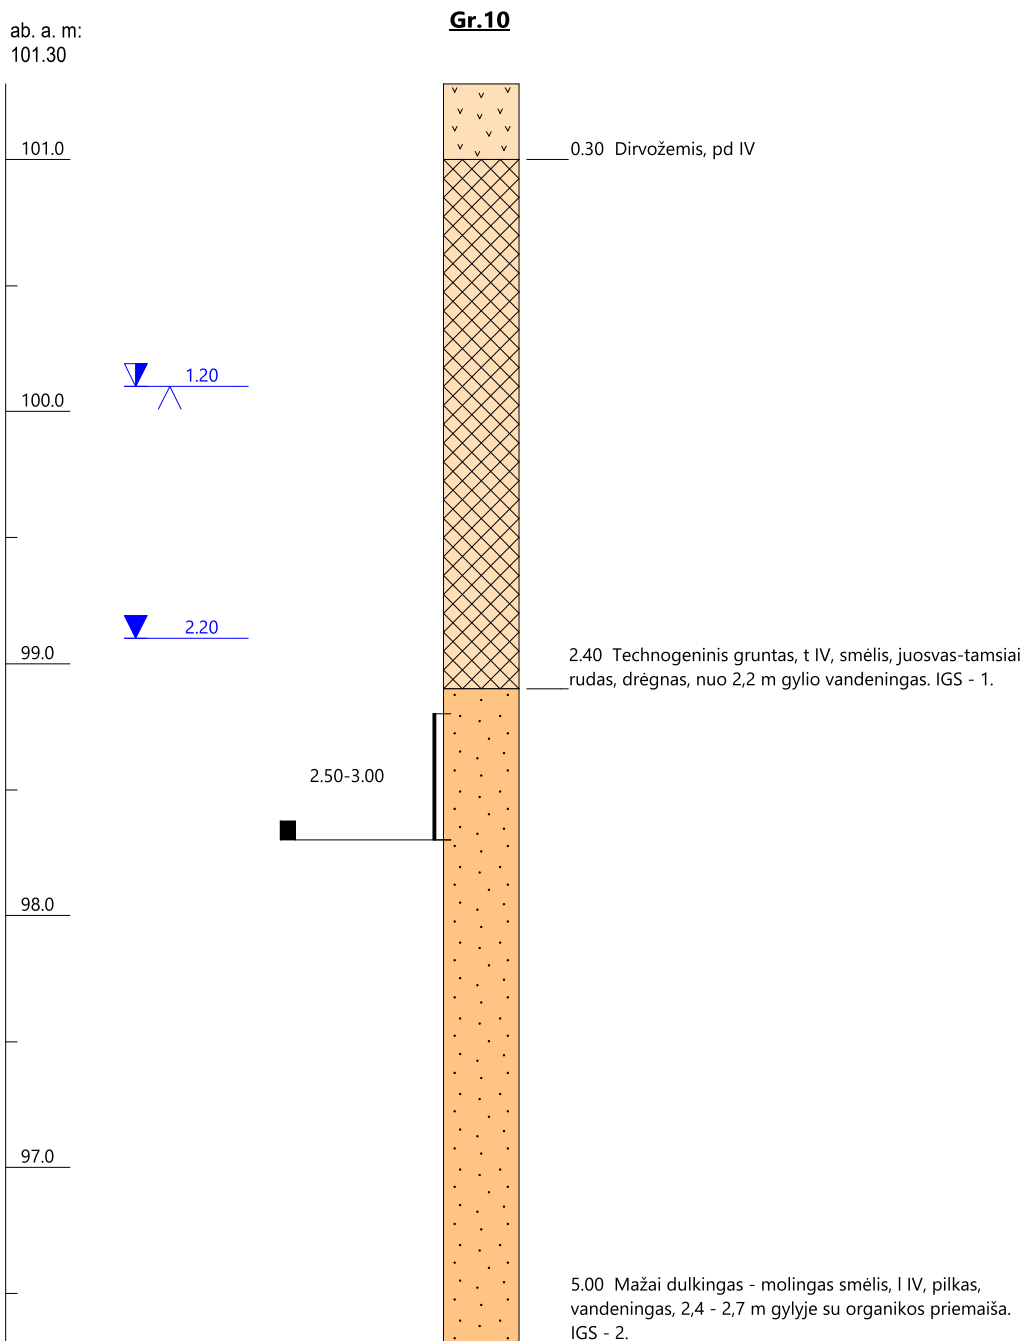 Gr.10
ab. a. m:
101.30
101.0
0.30 Dirvožemis, pd IV
1.20
100.0
2.20
99.0
2.40 Technogeninis gruntas, t IV, smėlis, juosvas-tamsiai
rudas, drėgnas, nuo 2,2 m gylio vandeningas. IGS - 1.
2.50-3.00
98.0
97.0
5.00 Mažai dulkingas - molingas smėlis, l IV, pilkas,
vandeningas, 2,4 - 2,7 m gylyje su organikos priemaiša.
IGS - 2.